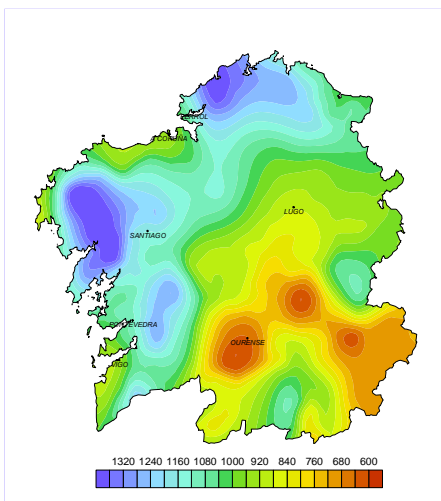 FERROL
A CORUÑA
LUGO
SANTIAGO
PONTEVEDRA
OURENSE
VIGO
1320 1240 1160 1080 1000 920 840 760 680 600